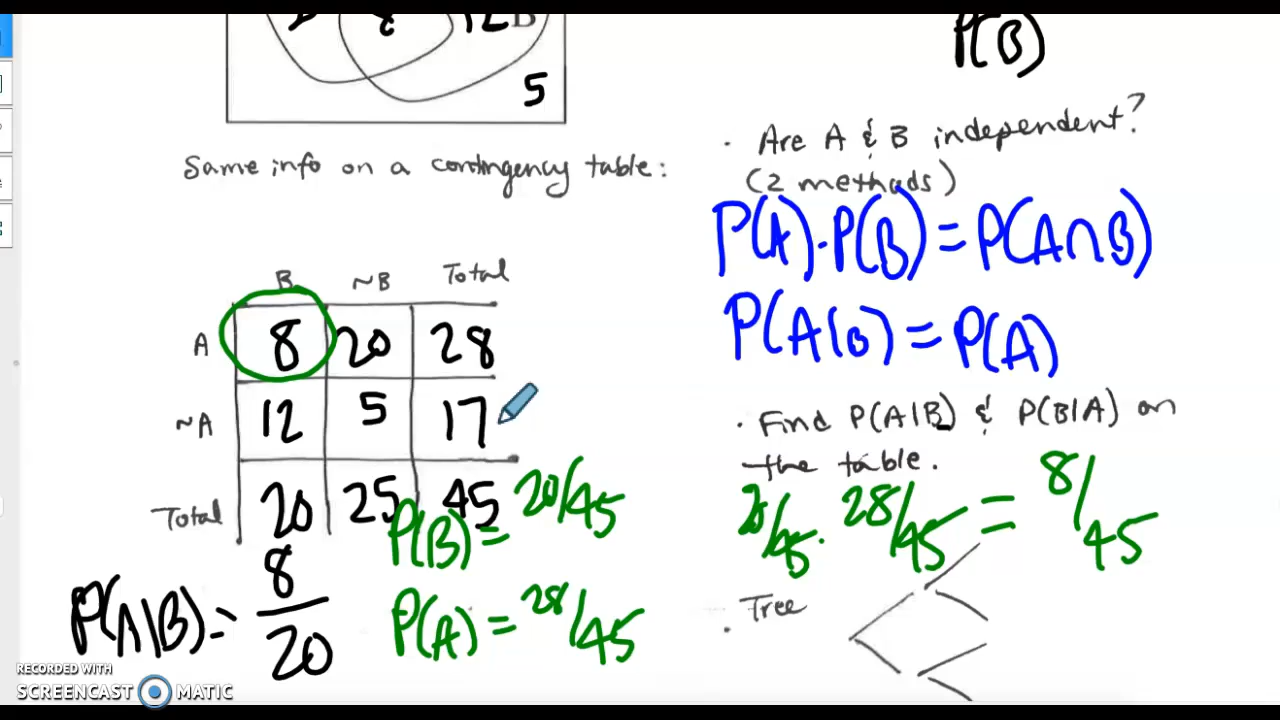 8 12 B
5
P(B)
Same info on a contingency table:
B ~B Total
A 8 20 28
~A 12 5 17
Total 20 25 45
P(A|B) = 8/20
P(B) = 20/45
P(A) = 28/45
· Are A & B independent?
(2 methods)
P(A)·P(B) = P(A∩B)
P(A|B) = P(A)
· Find P(A|B) & P(B|A) on
the table.
20/45 · 28/45 = 8/45
· Tree
RECORDED WITH
SCREENCAST MATIC